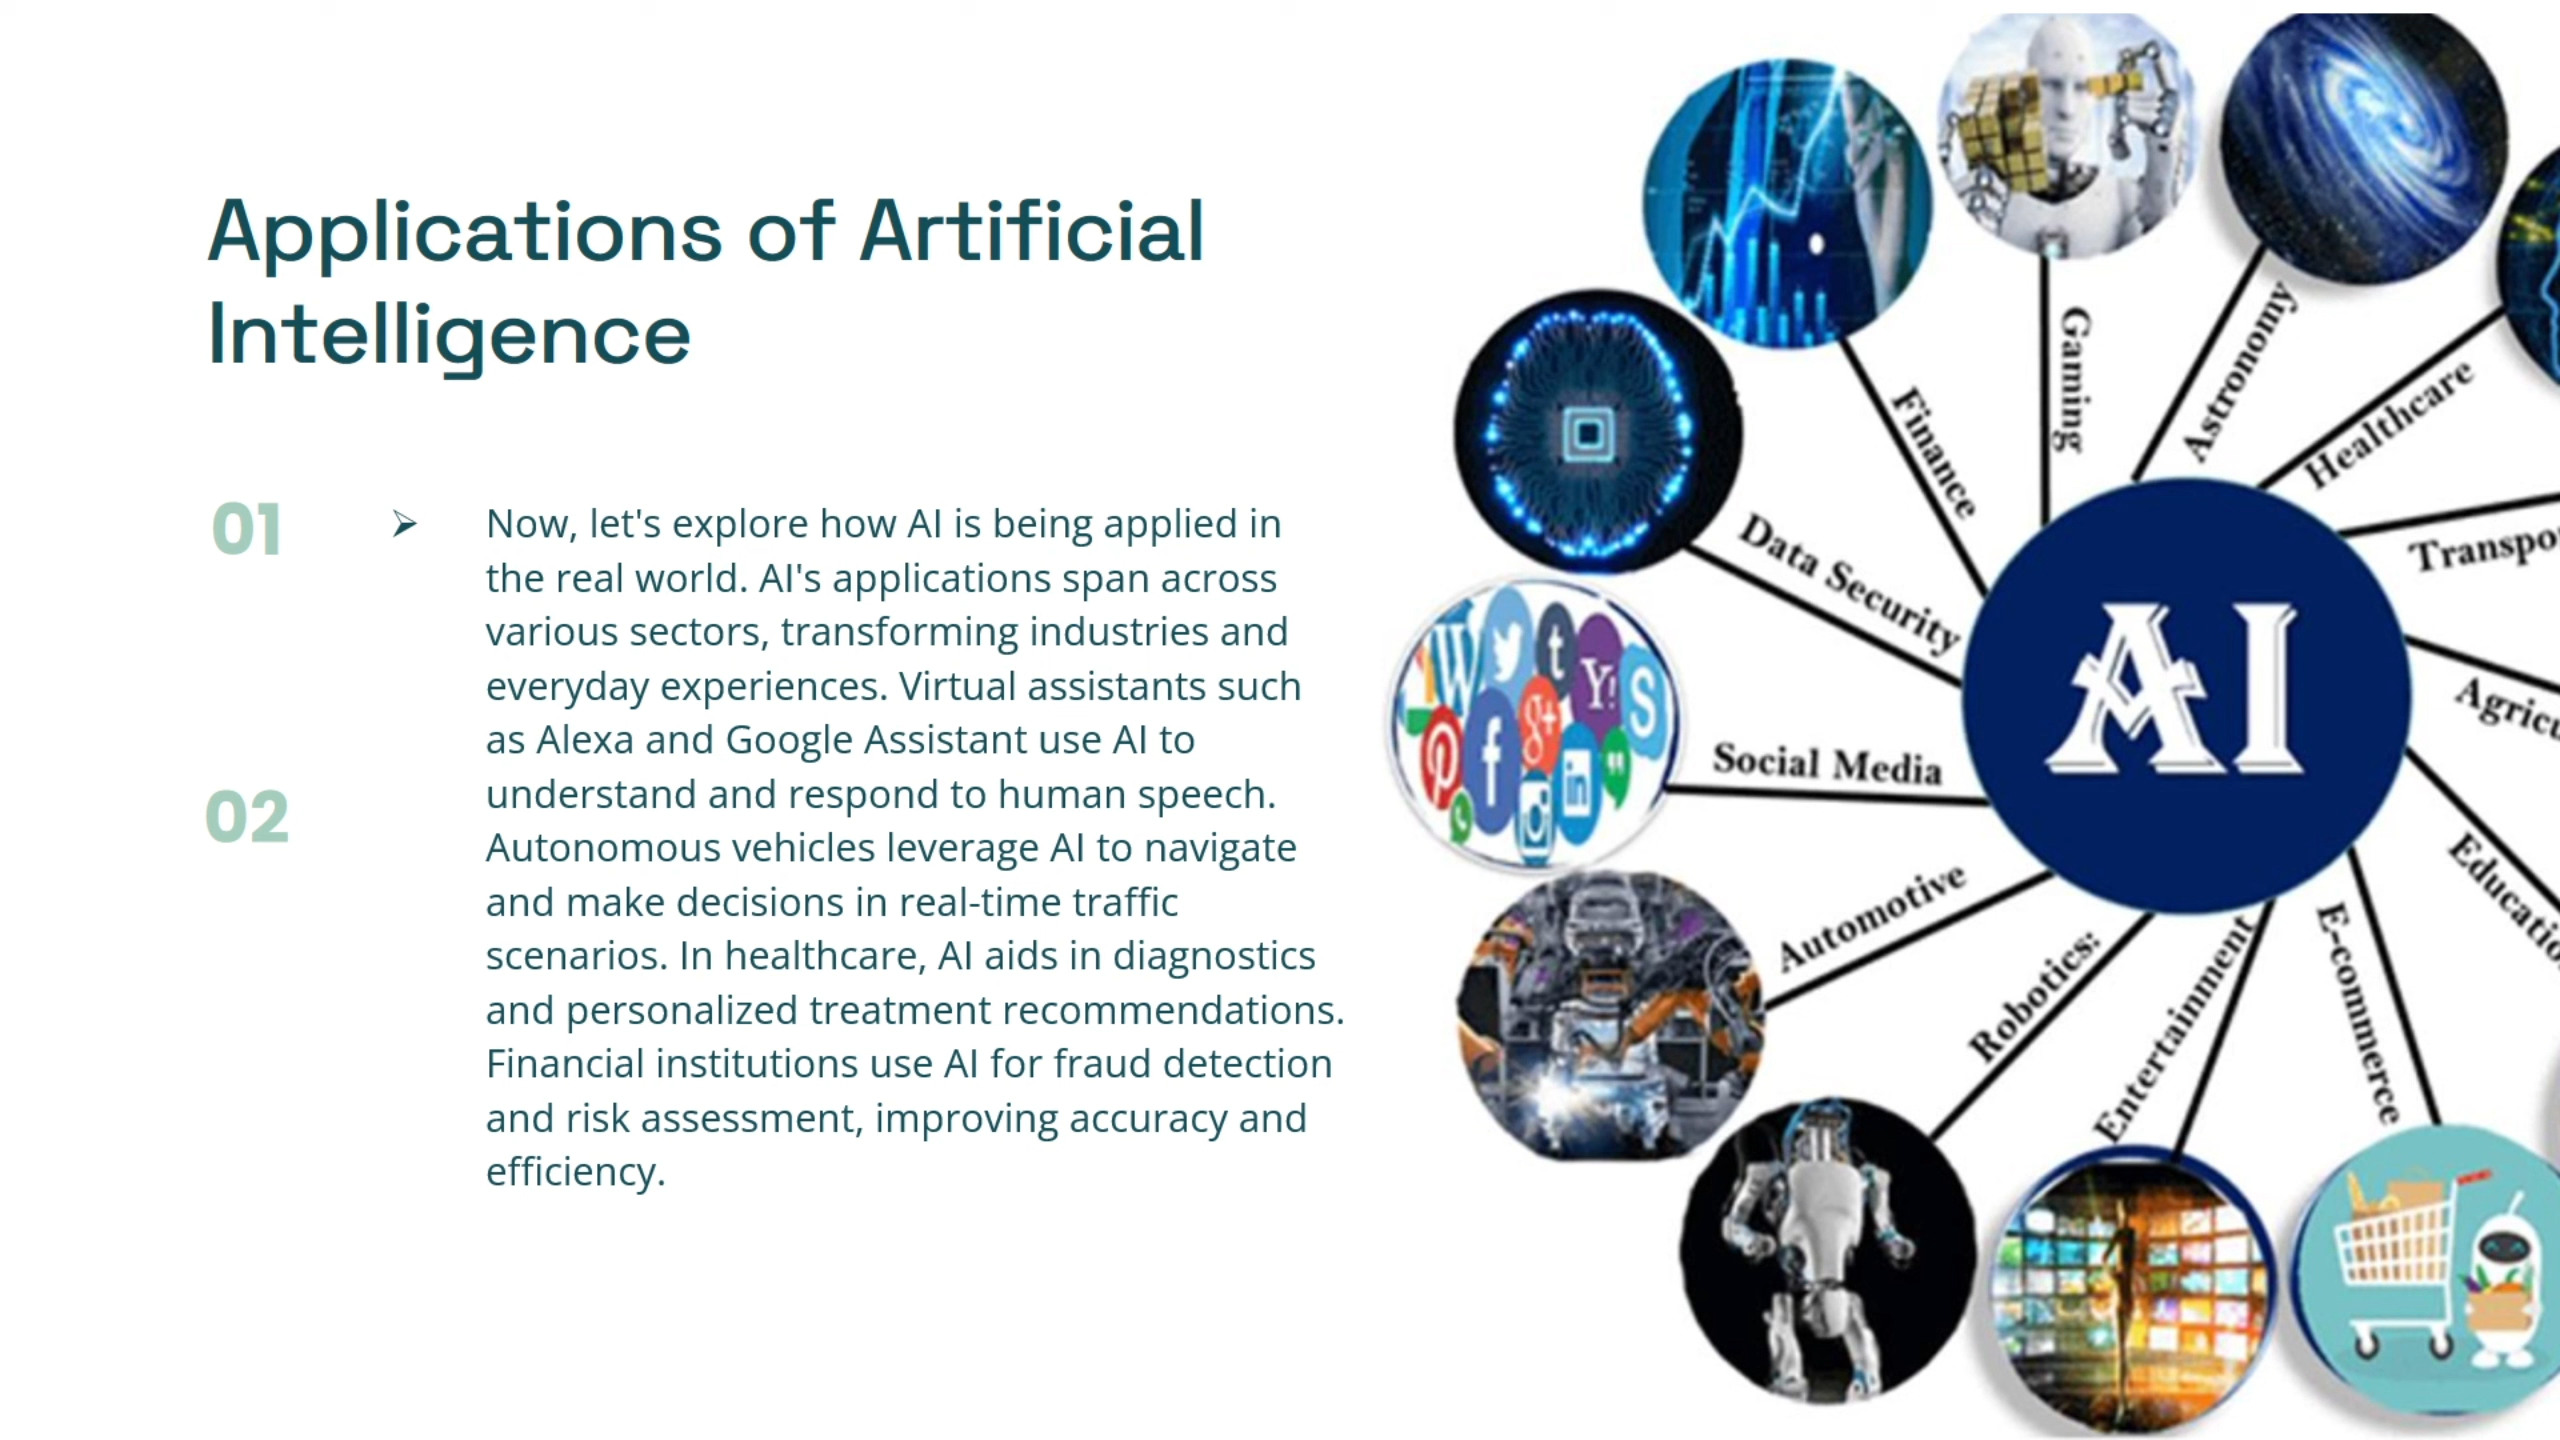 Applications of Artificial
Intelligence
01
➢ Now, let's explore how AI is being applied in
the real world. AI's applications span across
various sectors, transforming industries and
everyday experiences. Virtual assistants such
as Alexa and Google Assistant use AI to
understand and respond to human speech.
Autonomous vehicles leverage AI to navigate
and make decisions in real-time traffic
scenarios. In healthcare, AI aids in diagnostics
and personalized treatment recommendations.
Financial institutions use AI for fraud detection
and risk assessment, improving accuracy and
efficiency.
02
AI
Gaming
Astronomy
Healthcare
Transpo
Agricu
Educatio
E-commerce
Entertainment
Robotics:
Automotive
Social Media
Data Security
Finance
W
t
Y!
S
g+
P
f
in